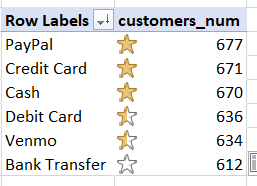 Row Labels customers_num
PayPal 677
Credit Card 671
Cash 670
Debit Card 636
Venmo 634
Bank Transfer 612